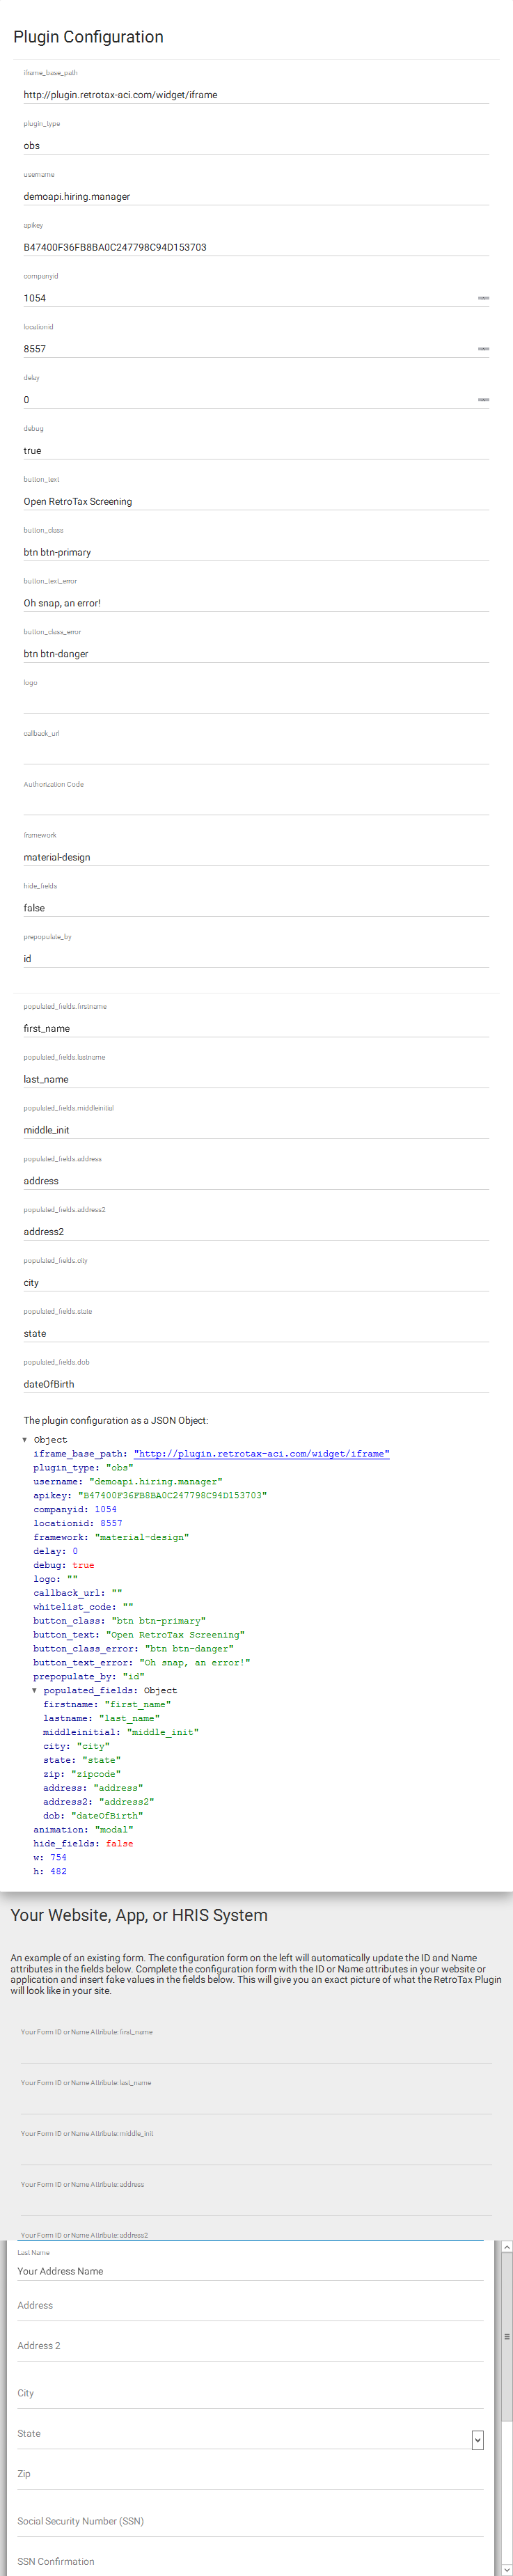 Plugin Configuration
iframe_base_path
http://plugin.retrotax-aci.com/widget/iframe
plugin_type
obs
username
demoapi.hiring.manager
apikey
B47400F36FB8BA0C247798C94D153703
companyid
1054
locationid
8557
delay
0
debug
true
button_text
Open RetroTax Screening
button_class
btn btn-primary
button_text_error
Oh snap, an error!
button_class_error
btn btn-danger
logo
callback_url
Authorization Code
framework
material-design
hide_fields
false
prepopulate_by
id
populated_fields.firstname
first_name
populated_fields.lastname
last_name
populated_fields.middleinitial
middle_init
populated_fields.address
address
populated_fields.address2
address2
populated_fields.city
city
populated_fields.state
state
populated_fields.dob
dateOfBirth
The plugin configuration as a JSON Object:
Object
iframe_base_path: "http://plugin.retrotax-aci.com/widget/iframe"
plugin_type: "obs"
username: "demoapi.hiring.manager"
apikey: "B47400F36FB8BA0C247798C94D153703"
companyid: 1054
locationid: 8557
framework: "material-design"
delay: 0
debug: true
logo: ""
callback_url: ""
whitelist_code: ""
button_class: "btn btn-primary"
button_text: "Open RetroTax Screening"
button_class_error: "btn btn-danger"
button_text_error: "Oh snap, an error!"
prepopulate_by: "id"
populated_fields: Object
firstname: "first_name"
lastname: "last_name"
middleinitial: "middle_init"
city: "city"
state: "state"
zip: "zipcode"
address: "address"
address2: "address2"
dob: "dateOfBirth"
animation: "modal"
hide_fields: false
w: 754
h: 482
Your Website, App, or HRIS System
An example of an existing form. The configuration form on the left will automatically update the ID and Name
attributes in the fields below. Complete the configuration form with the ID or Name attributes in your website or
application and insert fake values in the fields below. This will give you an exact picture of what the RetroTax Plugin
will look like in your site.
Your Form ID or Name Attribute: first_name
Your Form ID or Name Attribute: last_name
Your Form ID or Name Attribute: middle_init
Your Form ID or Name Attribute: address
Your Form ID or Name Attribute: address2
Last Name
Your Address Name
Address
Address 2
City
State
Zip
Social Security Number (SSN)
SSN Confirmation